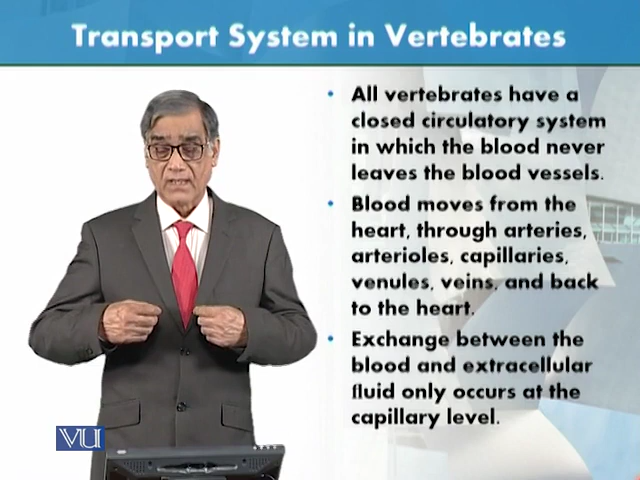 Transport System in Vertebrates
• All vertebrates have a
closed circulatory system
in which the blood never
leaves the blood vessels.
• Blood moves from the
heart, through arteries,
arterioles, capillaries,
venules, veins, and back
to the heart.
• Exchange between the
blood and extracellular
fluid only occurs at the
capillary level.
VU